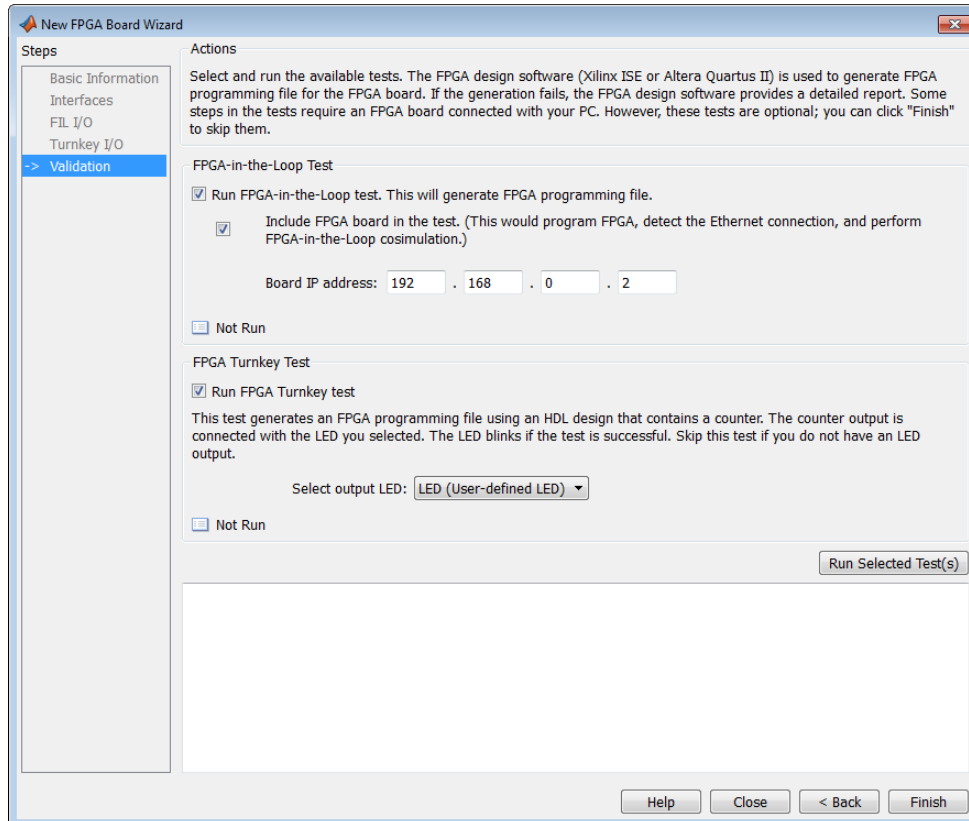 New FPGA Board Wizard
Steps
Basic Information
Interfaces
FIL I/O
Turnkey I/O
-> Validation
Actions
Select and run the available tests. The FPGA design software (Xilinx ISE or Altera Quartus II) is used to generate FPGA
programming file for the FPGA board. If the generation fails, the FPGA design software provides a detailed report. Some
steps in the tests require an FPGA board connected with your PC. However, these tests are optional; you can click "Finish"
to skip them.
FPGA-in-the-Loop Test
Run FPGA-in-the-Loop test. This will generate FPGA programming file.
Include FPGA board in the test. (This would program FPGA, detect the Ethernet connection, and perform
FPGA-in-the-Loop cosimulation.)
Board IP address: 192 . 168 . 0 . 2
Not Run
FPGA Turnkey Test
Run FPGA Turnkey test
This test generates an FPGA programming file using an HDL design that contains a counter. The counter output is
connected with the LED you selected. The LED blinks if the test is successful. Skip this test if you do not have an LED
output.
Select output LED: LED (User-defined LED)
Not Run
Run Selected Test(s)
Help Close < Back Finish